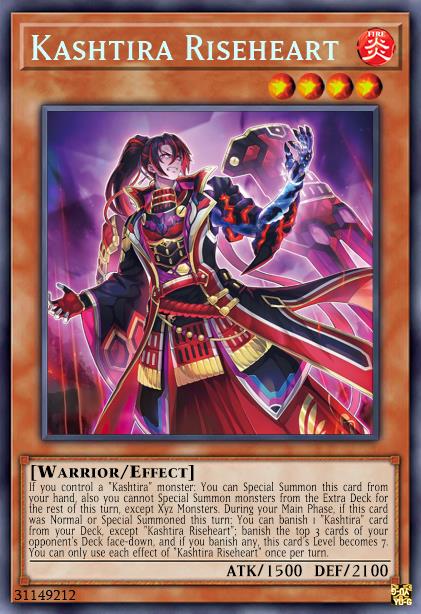 Kashtira Riseheart
FIRE
炎
[Warrior/Effect]
If you control a "Kashtira" monster: You can Special Summon this card from
your hand, also you cannot Special Summon monsters from the Extra Deck for
the rest of this turn, except Xyz Monsters. During your Main Phase, if this card
was Normal or Special Summoned this turn: You can banish 1 "Kashtira" card
from your Deck, except "Kashtira Riseheart"; banish the top 3 cards of your
opponent's Deck face-down, and if you banish any, this card's Level becomes 7.
You can only use each effect of "Kashtira Riseheart" once per turn.
ATK/1500 DEF/2100
31149212